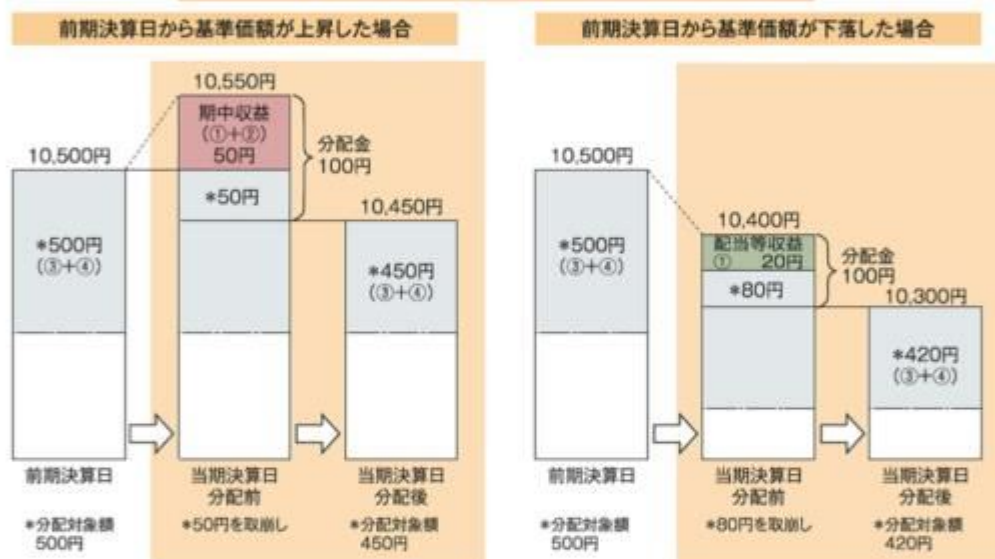 前期決算日から基準価額が上昇した場合
10,550円
期中収益
(①+②)
50円
分配金
100円
10,500円
*50円
10,450円
*500円
(③+④)
*450円
(③+④)
前期決算日
当期決算日
分配前
当期決算日
分配後
*分配対象額
500円
*50円を取崩し
*分配対象額
450円
前期決算日から基準価額が下落した場合
10,500円
10,400円
配当等収益
① 20円
分配金
100円
*80円
10,300円
*500円
(③+④)
*420円
(③+④)
前期決算日
当期決算日
分配前
当期決算日
分配後
*分配対象額
500円
*80円を取崩し
*分配対象額
420円